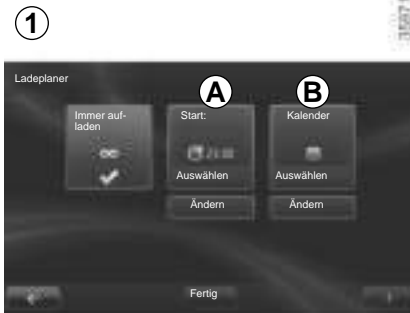 1
Ladeplaner
A
B
Immer auf-
laden
Start:
Kalender
Auswählen
Auswählen
Ändern
Ändern
Fertig